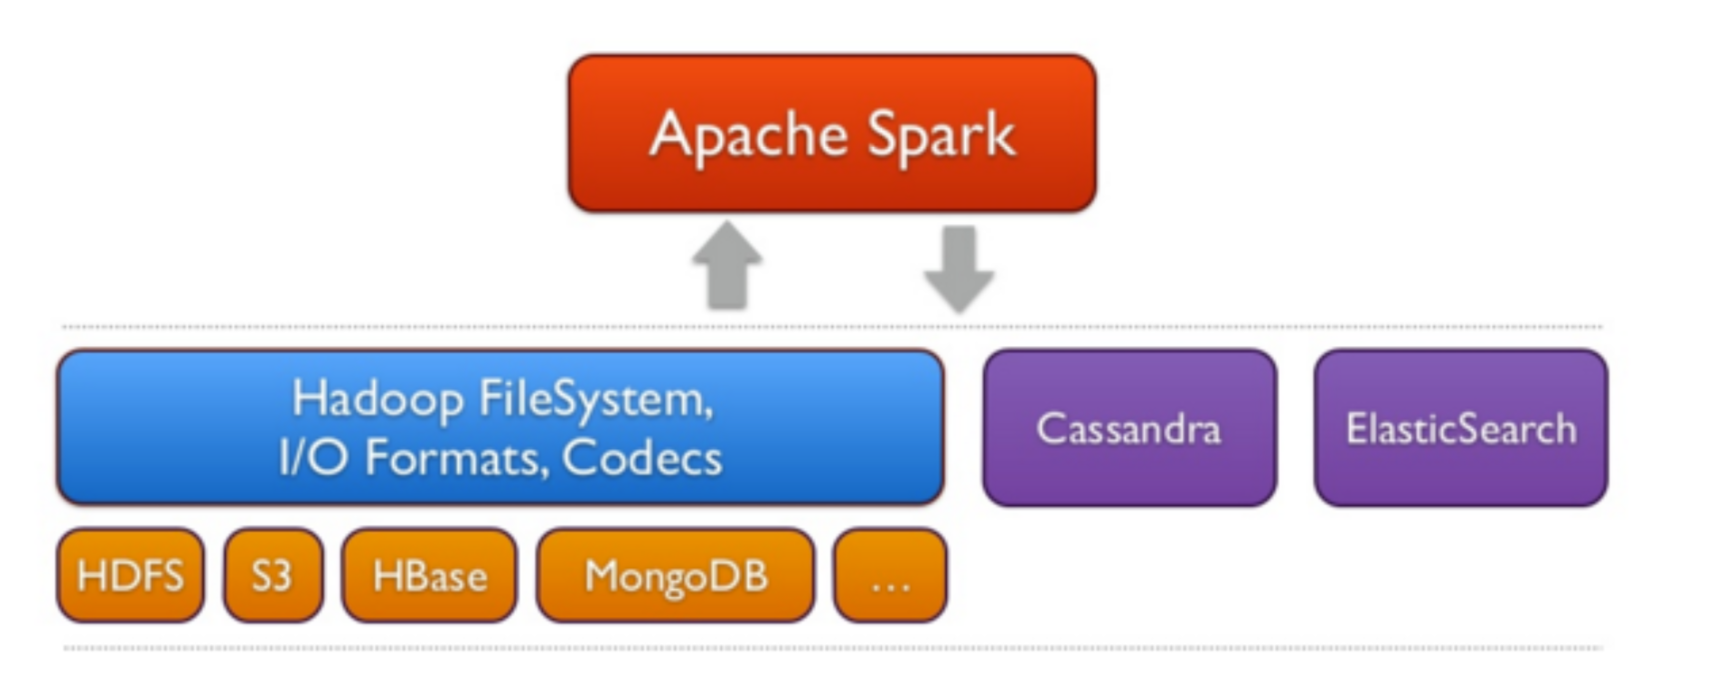 Apache Spark
Hadoop FileSystem,
I/O Formats, Codecs
Cassandra
ElasticSearch
HDFS
S3
HBase
MongoDB
...